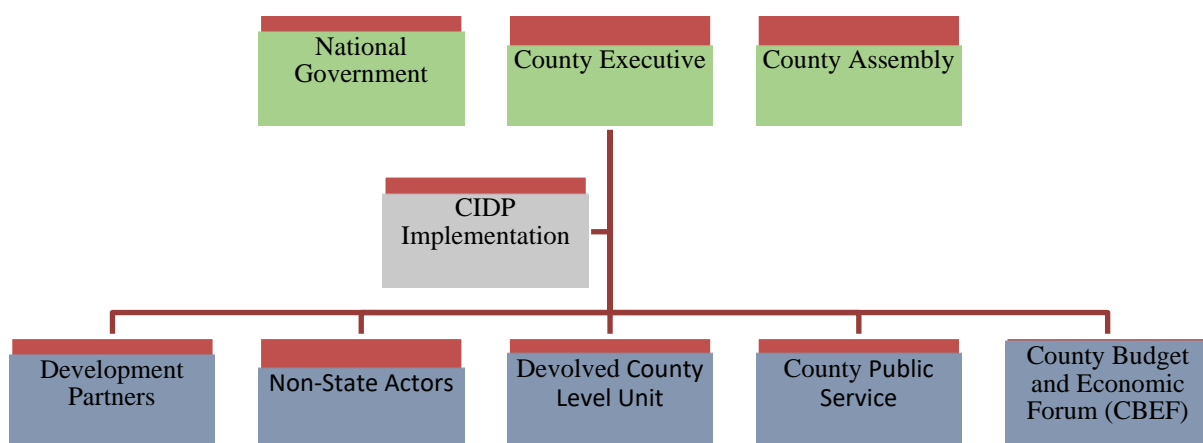 National
Government
County Executive
County Assembly
CIDP
Implementation
Development
Partners
Non-State Actors
Devolved County
Level Unit
County Public
Service
County Budget
and Economic
Forum (CBEF)